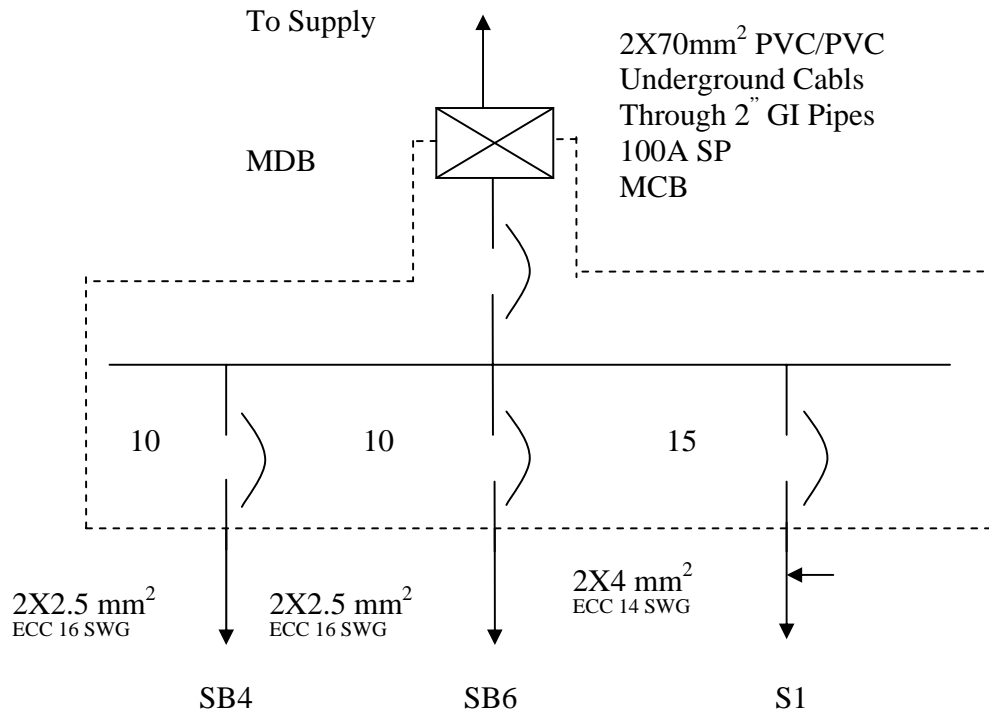 To Supply
2X70mm² PVC/PVC
Underground Cabls
Through 2” GI Pipes
100A SP
MCB
MDB
10
10
15
2X2.5 mm²
ECC 16 SWG
2X2.5 mm²
ECC 16 SWG
2X4 mm²
ECC 14 SWG
SB4
SB6
S1